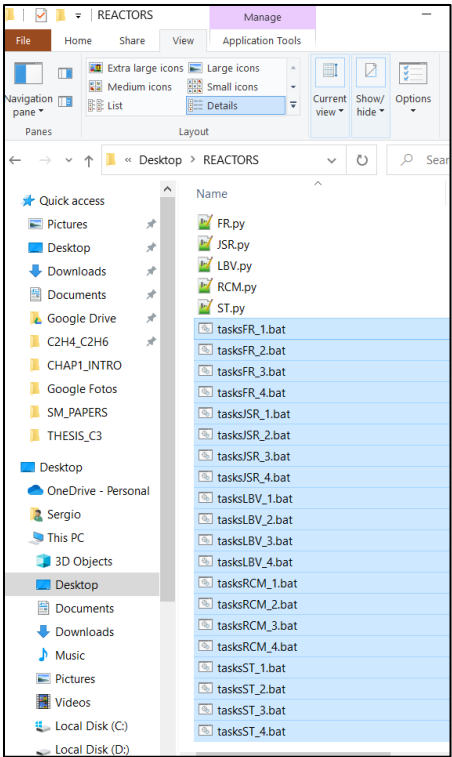 REACTORS
Manage
File
Home
Share
View
Application Tools
Navigation
pane
Extra large icons
Large icons
Medium icons
Small icons
List
Details
Current
view
Show/
hide
Options
Panes
Layout
« Desktop > REACTORS
Sear
Quick access
Pictures
Desktop
Downloads
Documents
Google Drive
C2H4_C2H6
CHAP1_INTRO
Google Fotos
SM_PAPERS
THESIS_C3
Desktop
OneDrive - Personal
Sergio
This PC
3D Objects
Desktop
Documents
Downloads
Music
Pictures
Videos
Local Disk (C:)
Local Disk (D:)
Name
FR.py
JSR.py
LBV.py
RCM.py
ST.py
tasksFR_1.bat
tasksFR_2.bat
tasksFR_3.bat
tasksFR_4.bat
tasksJSR_1.bat
tasksJSR_2.bat
tasksJSR_3.bat
tasksJSR_4.bat
tasksLBV_1.bat
tasksLBV_2.bat
tasksLBV_3.bat
tasksLBV_4.bat
tasksRCM_1.bat
tasksRCM_2.bat
tasksRCM_3.bat
tasksRCM_4.bat
tasksST_1.bat
tasksST_2.bat
tasksST_3.bat
tasksST_4.bat